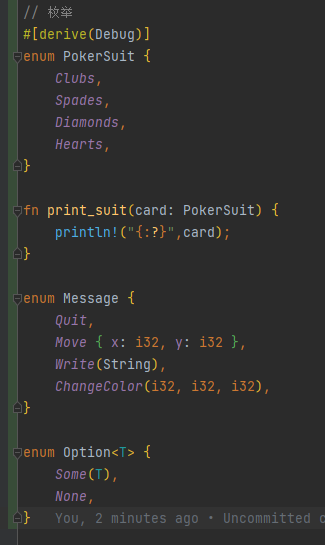 // 枚举
#[derive(Debug)]
enum PokerSuit {
    Clubs,
    Spades,
    Diamonds,
    Hearts,
}
fn print_suit(card: PokerSuit) {
    println!("{:?}",card);
}
enum Message {
    Quit,
    Move { x: i32, y: i32 },
    Write(String),
    ChangeColor(i32, i32, i32),
}
enum Option<T> {
    Some(T),
    None,
}    You, 2 minutes ago • Uncommitted